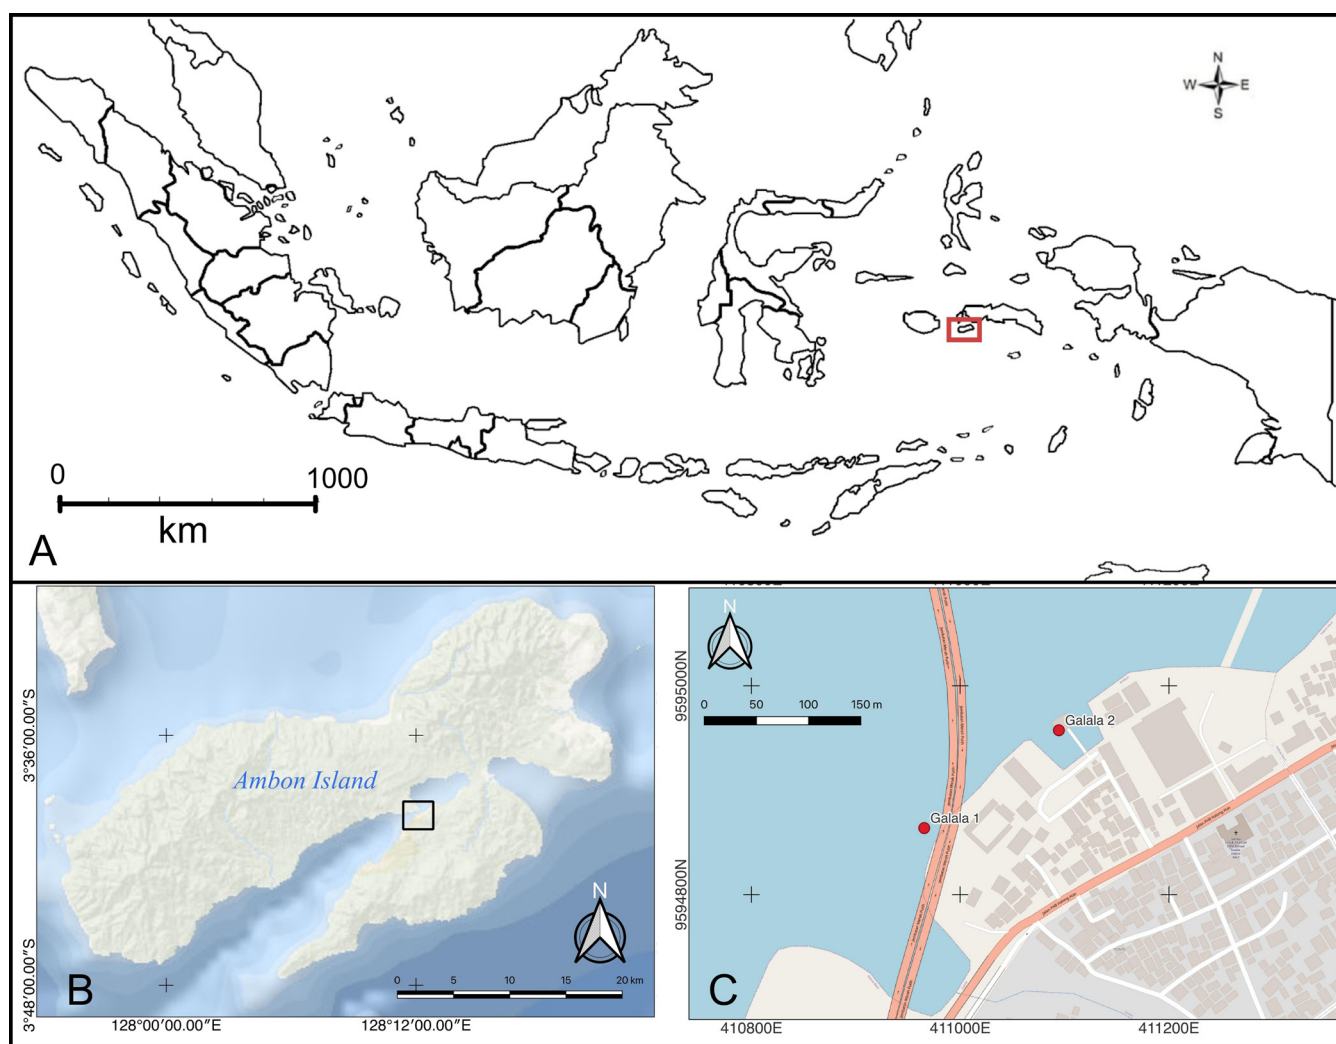 N
W E
S
0 1000
km
A
3°36'00.00"S
3°48'00.00"S
Ambon Island
N
0 5 10 15 20 km
B
128°00'00.00"E 128°12'00.00"E
N
0 50 100 150 m
9595000N
9594800N
Galala 2
Galala 1
C
410800E 411000E 411200E